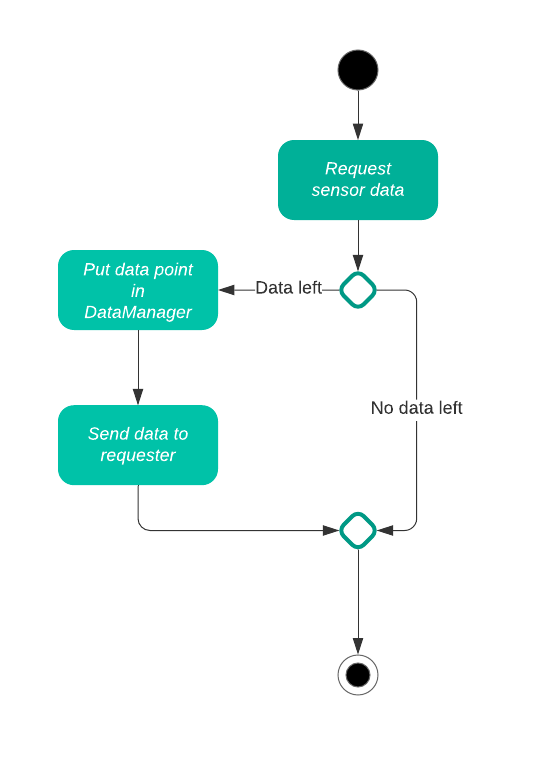 Request
sensor data
Put data point
in
DataManager
Data left
No data left
Send data to
requester